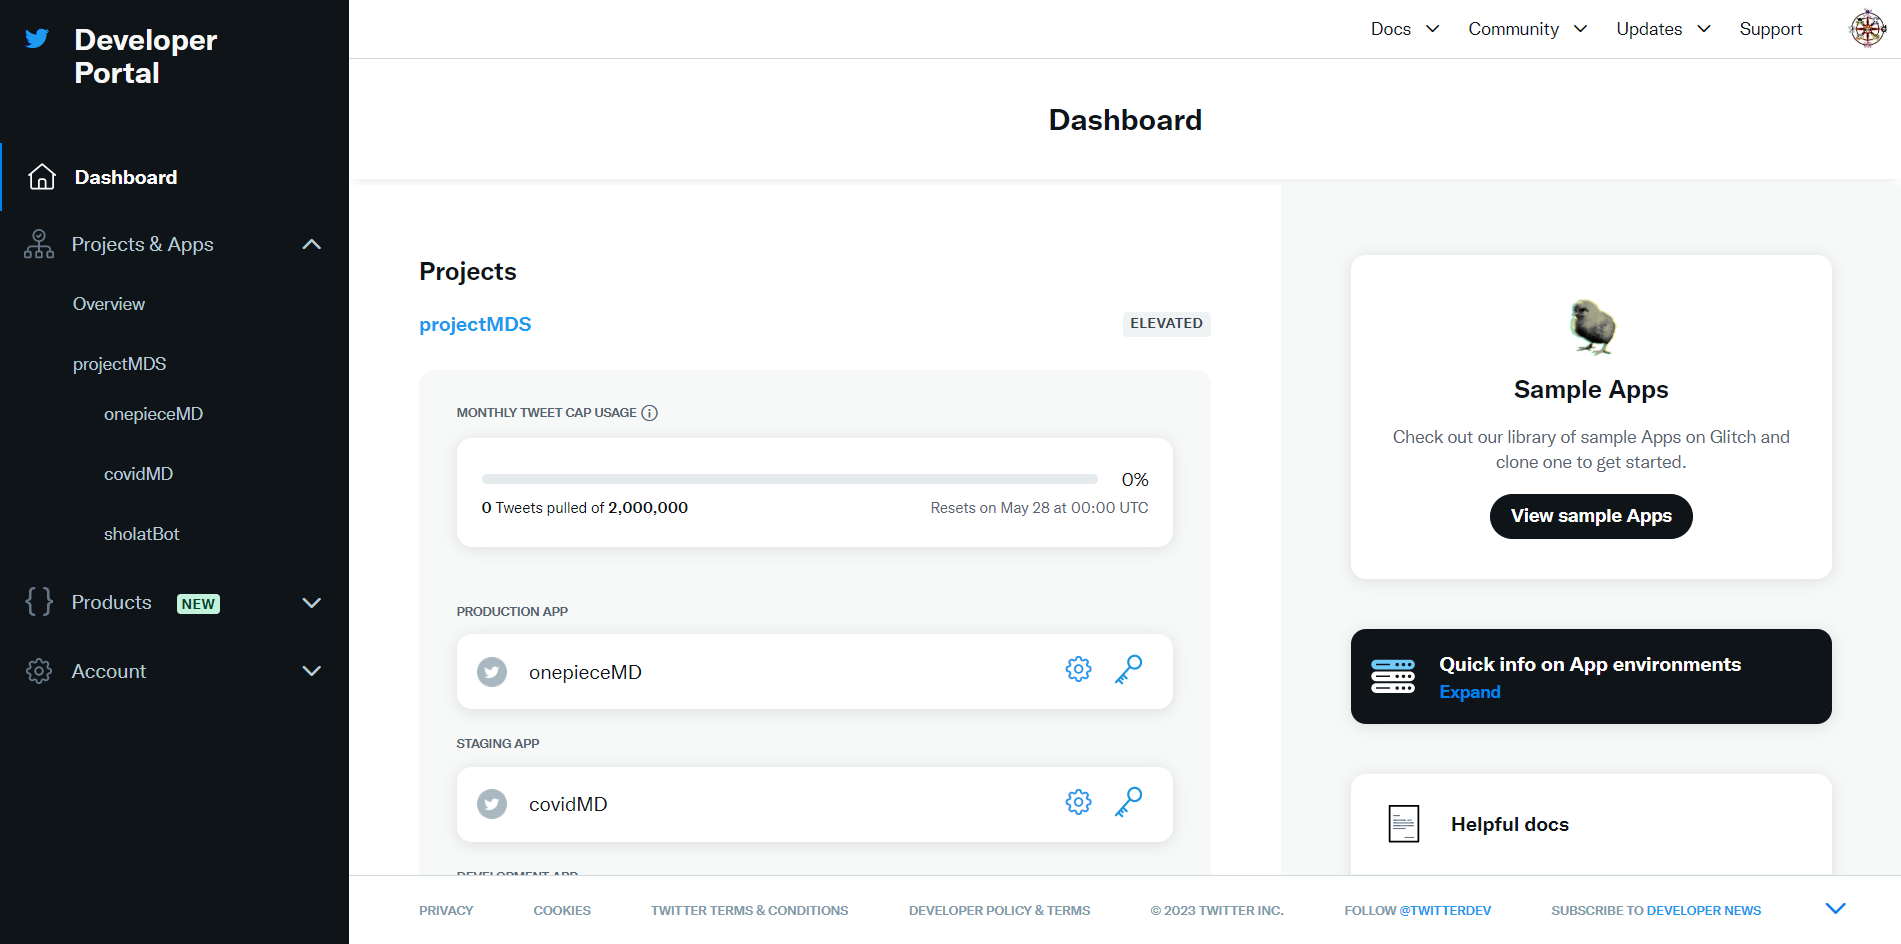 Developer
Portal
Docs
Community
Updates
Support
Dashboard
Dashboard
Projects & Apps
Overview
projectMDS
onepieceMD
covidMD
sholatBot
Products NEW
Account
Projects
projectMDS
ELEVATED
MONTHLY TWEET CAP USAGE
0%
0 Tweets pulled of 2,000,000
Resets on May 28 at 00:00 UTC
PRODUCTION APP
onepieceMD
STAGING APP
covidMD
DEVELOPMENT APP
Sample Apps
Check out our library of sample Apps on Glitch and
clone one to get started.
View sample Apps
Quick info on App environments
Expand
Helpful docs
PRIVACY
COOKIES
TWITTER TERMS & CONDITIONS
DEVELOPER POLICY & TERMS
© 2023 TWITTER INC.
FOLLOW @TWITTERDEV
SUBSCRIBE TO DEVELOPER NEWS